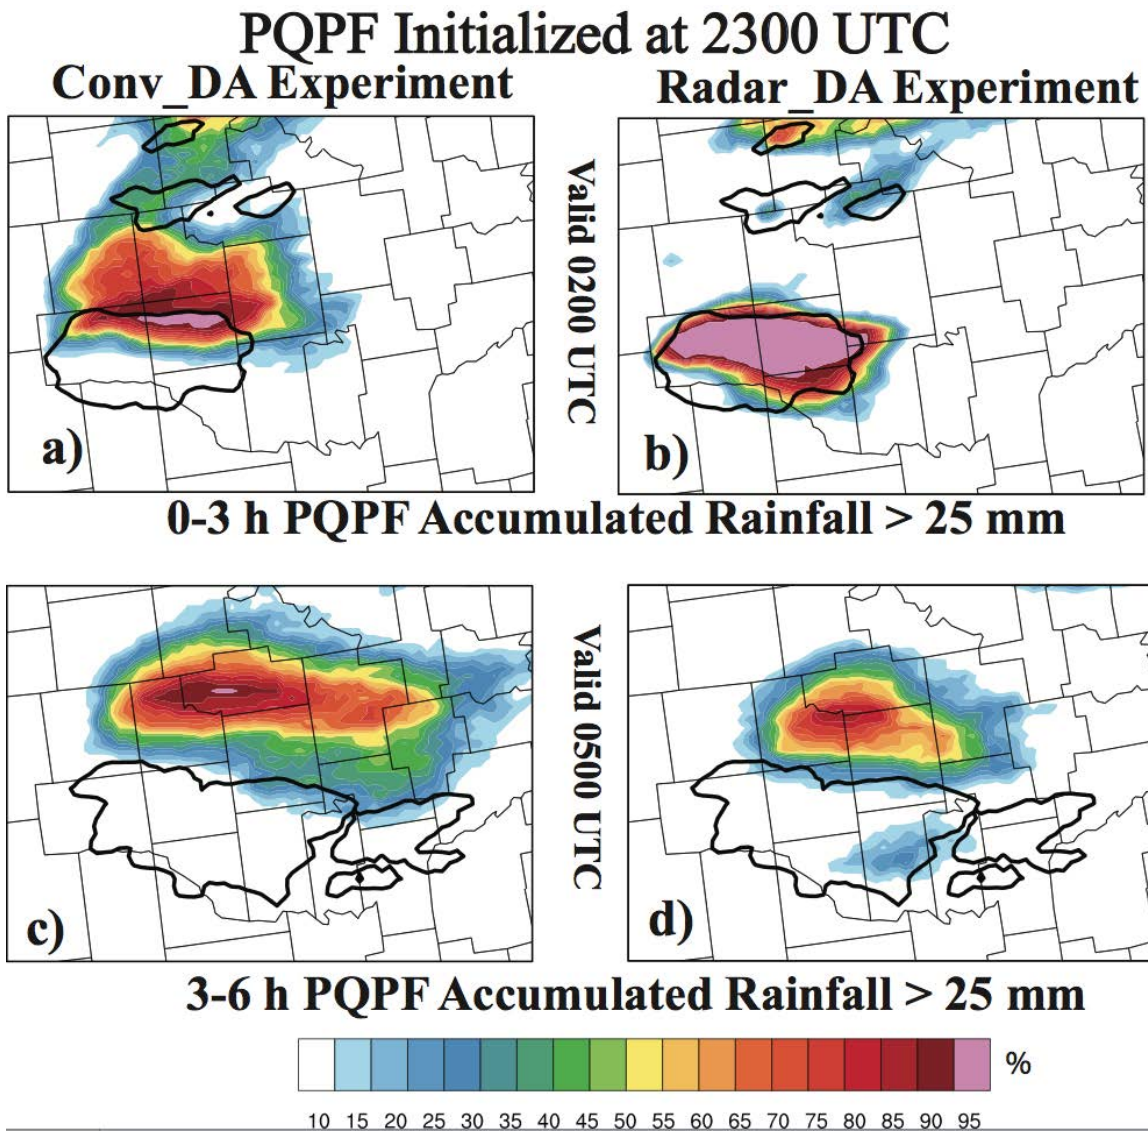 PQPF Initialized at 2300 UTC
Conv_DA Experiment
Radar_DA Experiment
Valid 0200 UTC
a)
b)
0-3 h PQPF Accumulated Rainfall > 25 mm
Valid 0500 UTC
c)
d)
3-6 h PQPF Accumulated Rainfall > 25 mm
%
10 15 20 25 30 35 40 45 50 55 60 65 70 75 80 85 90 95